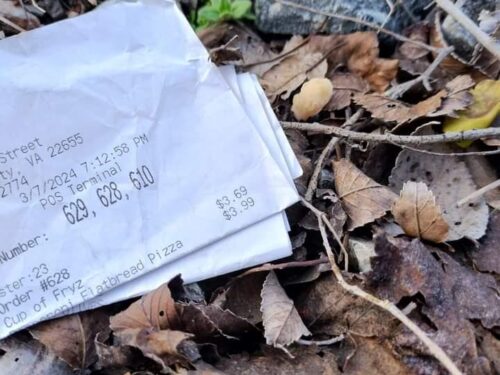 Street
ty, VA 22655
2774 3/7/2024 7:12:58 PM
POS Terminal
629, 628, 610
Number:
ster:23
Order #628
Cup of Fryz $3.69
Flatbread Pizza $3.99